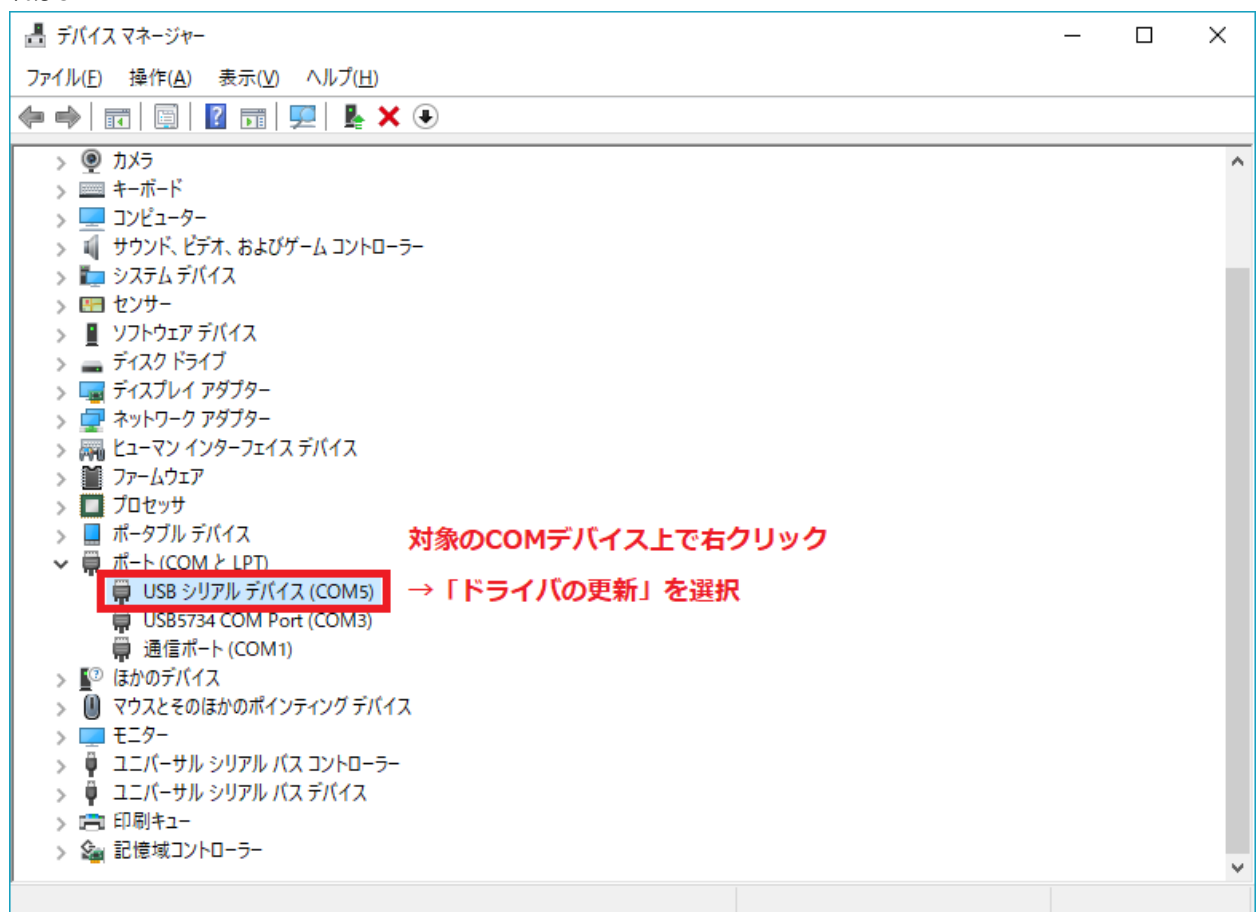 デバイス マネージャー
ファイル(F) 操作(A) 表示(V) ヘルプ(H)
カメラ
キーボード
コンピューター
サウンド、ビデオ、およびゲーム コントローラー
システム デバイス
センサー
ソフトウェア デバイス
ディスク ドライブ
ディスプレイ アダプター
ネットワーク アダプター
ヒューマン インターフェイス デバイス
ファームウェア
プロセッサ
ポータブル デバイス
対象のCOMデバイス上で右クリック
ポート (COM と LPT)
USB シリアル デバイス (COM5)
→「ドライバの更新」を選択
USB5734 COM Port (COM3)
通信ポート (COM1)
ほかのデバイス
マウスとそのほかのポインティング デバイス
モニター
ユニバーサル シリアル バス コントローラー
ユニバーサル シリアル バス デバイス
印刷キュー
記憶域コントローラー